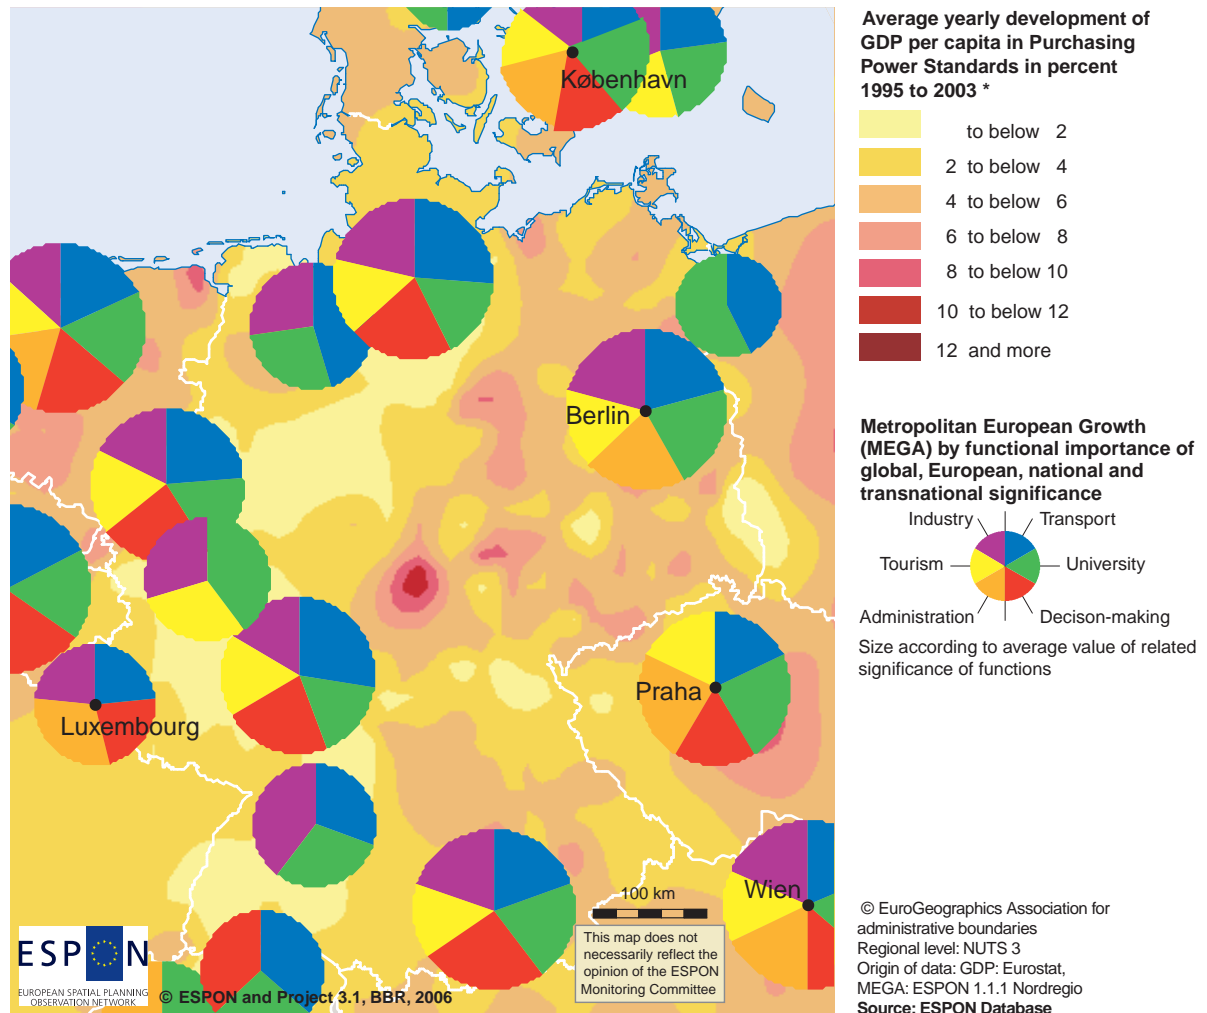 København
Berlin
Praha
Luxembourg
Wien
100 km
This map does not
necessarily reflect the
opinion of the ESPON
Monitoring Committee
ESPON
EUROPEAN SPATIAL PLANNING
OBSERVATION NETWORK
© ESPON and Project 3.1, BBR, 2006
Average yearly development of
GDP per capita in Purchasing
Power Standards in percent
1995 to 2003 *
to below 2
2 to below 4
4 to below 6
6 to below 8
8 to below 10
10 to below 12
12 and more
Metropolitan European Growth
(MEGA) by functional importance of
global, European, national and
transnational significance
Industry
Transport
Tourism
University
Administration
Decison-making
Size according to average value of related
significance of functions
© EuroGeographics Association for
administrative boundaries
Regional level: NUTS 3
Origin of data: GDP: Eurostat,
MEGA: ESPON 1.1.1 Nordregio
Source: ESPON Database